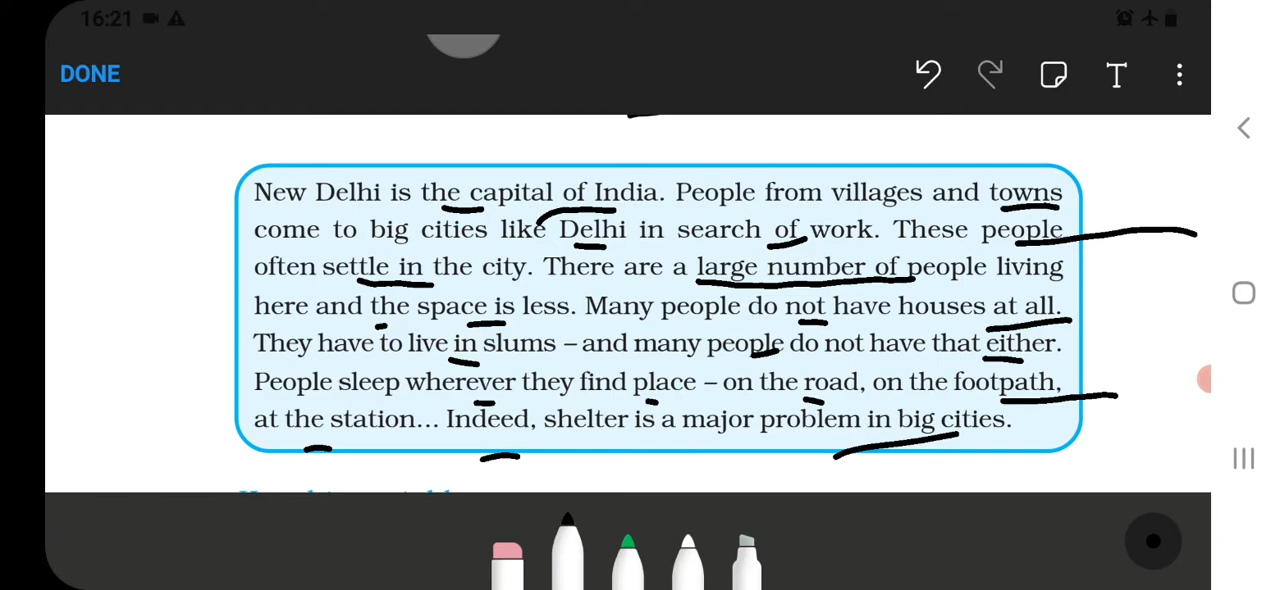 16:21
DONE
T
New Delhi is the capital of India. People from villages and towns
come to big cities like Delhi in search of work. These people
often settle in the city. There are a large number of people living
here and the space is less. Many people do not have houses at all.
They have to live in slums – and many people do not have that either.
People sleep wherever they find place – on the road, on the footpath,
at the station... Indeed, shelter is a major problem in big cities.